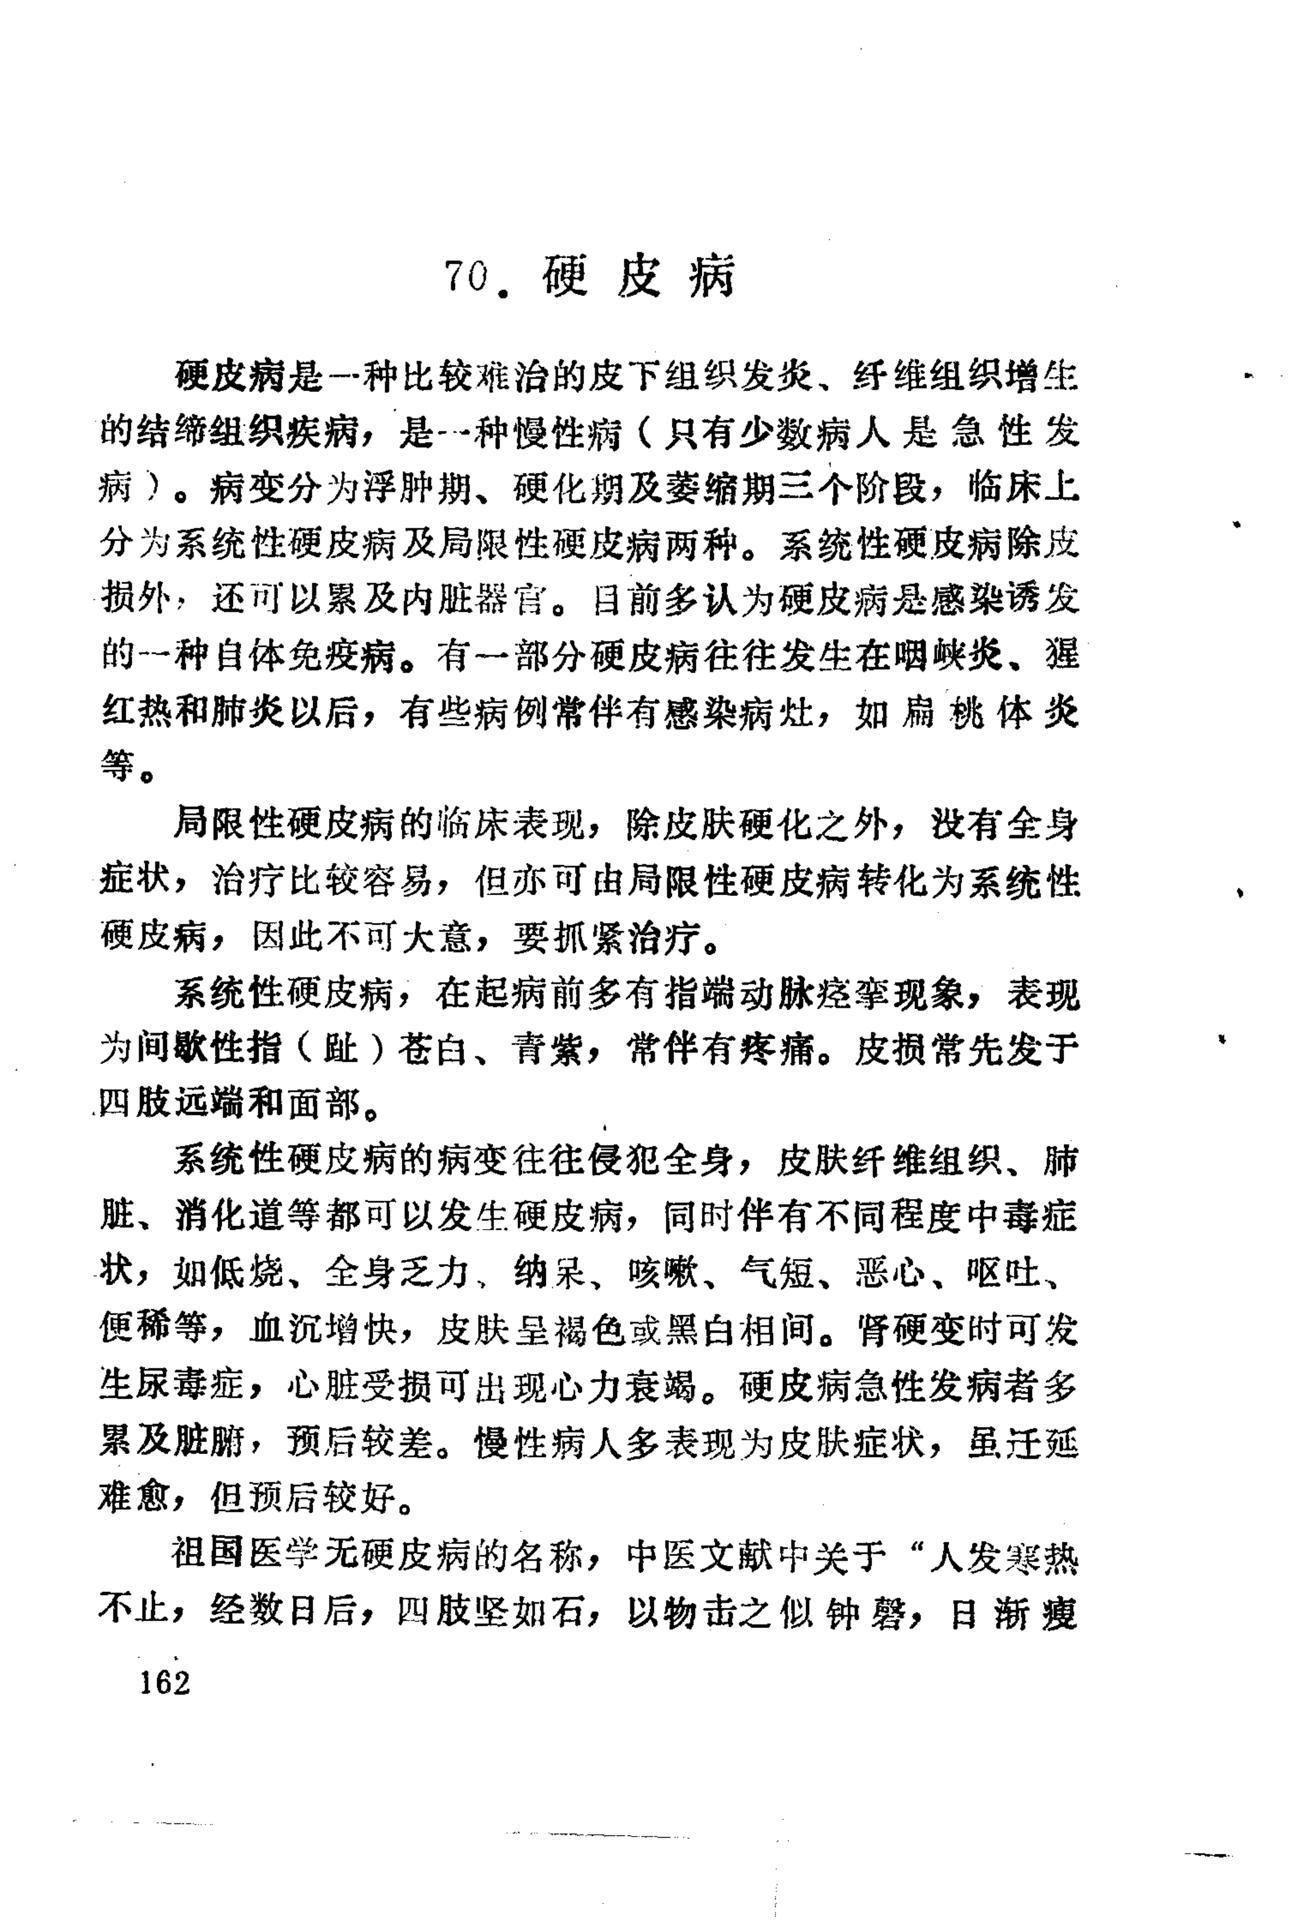 70. 硬皮病
硬皮病是一种比较难治的皮下组织发炎、纤维组织增生
的结缔组织疾病，是一种慢性病（只有少数病人是急性发
病）。病变分为浮肿期、硬化期及萎缩期三个阶段，临床上
分为系统性硬皮病及局限性硬皮病两种。系统性硬皮病除皮
损外，还可以累及内脏器官。目前多认为硬皮病是感染诱发
的一种自体免疫病。有一部分硬皮病往往发生在咽峡炎、猩
红热和肺炎以后，有些病例常伴有感染病灶，如扁桃体炎
等。
局限性硬皮病的临床表现，除皮肤硬化之外，没有全身
症状，治疗比较容易，但亦可由局限性硬皮病转化为系统性
硬皮病，因此不可大意，要抓紧治疗。
系统性硬皮病，在起病前多有指端动脉痉挛现象，表现
为间歇性指（趾）苍白、青紫，常伴有疼痛。皮损常先发于
四肢远端和面部。
系统性硬皮病的病变往往侵犯全身，皮肤纤维组织、肺
脏、消化道等都可以发生硬皮病，同时伴有不同程度中毒症
状，如低烧、全身乏力、纳呆、咳嗽、气短、恶心、呕吐、
便稀等，血沉增快，皮肤呈褐色或黑白相间。肾硬变时可发
生尿毒症，心脏受损可出现心力衰竭。硬皮病急性发病者多
累及脏腑，预后较差。慢性病人多表现为皮肤症状，虽迁延
难愈，但预后较好。
祖国医学无硬皮病的名称，中医文献中关于“人发寒热
不止，经数日后，四肢坚如石，以物击之似钟磬，日渐瘦
162